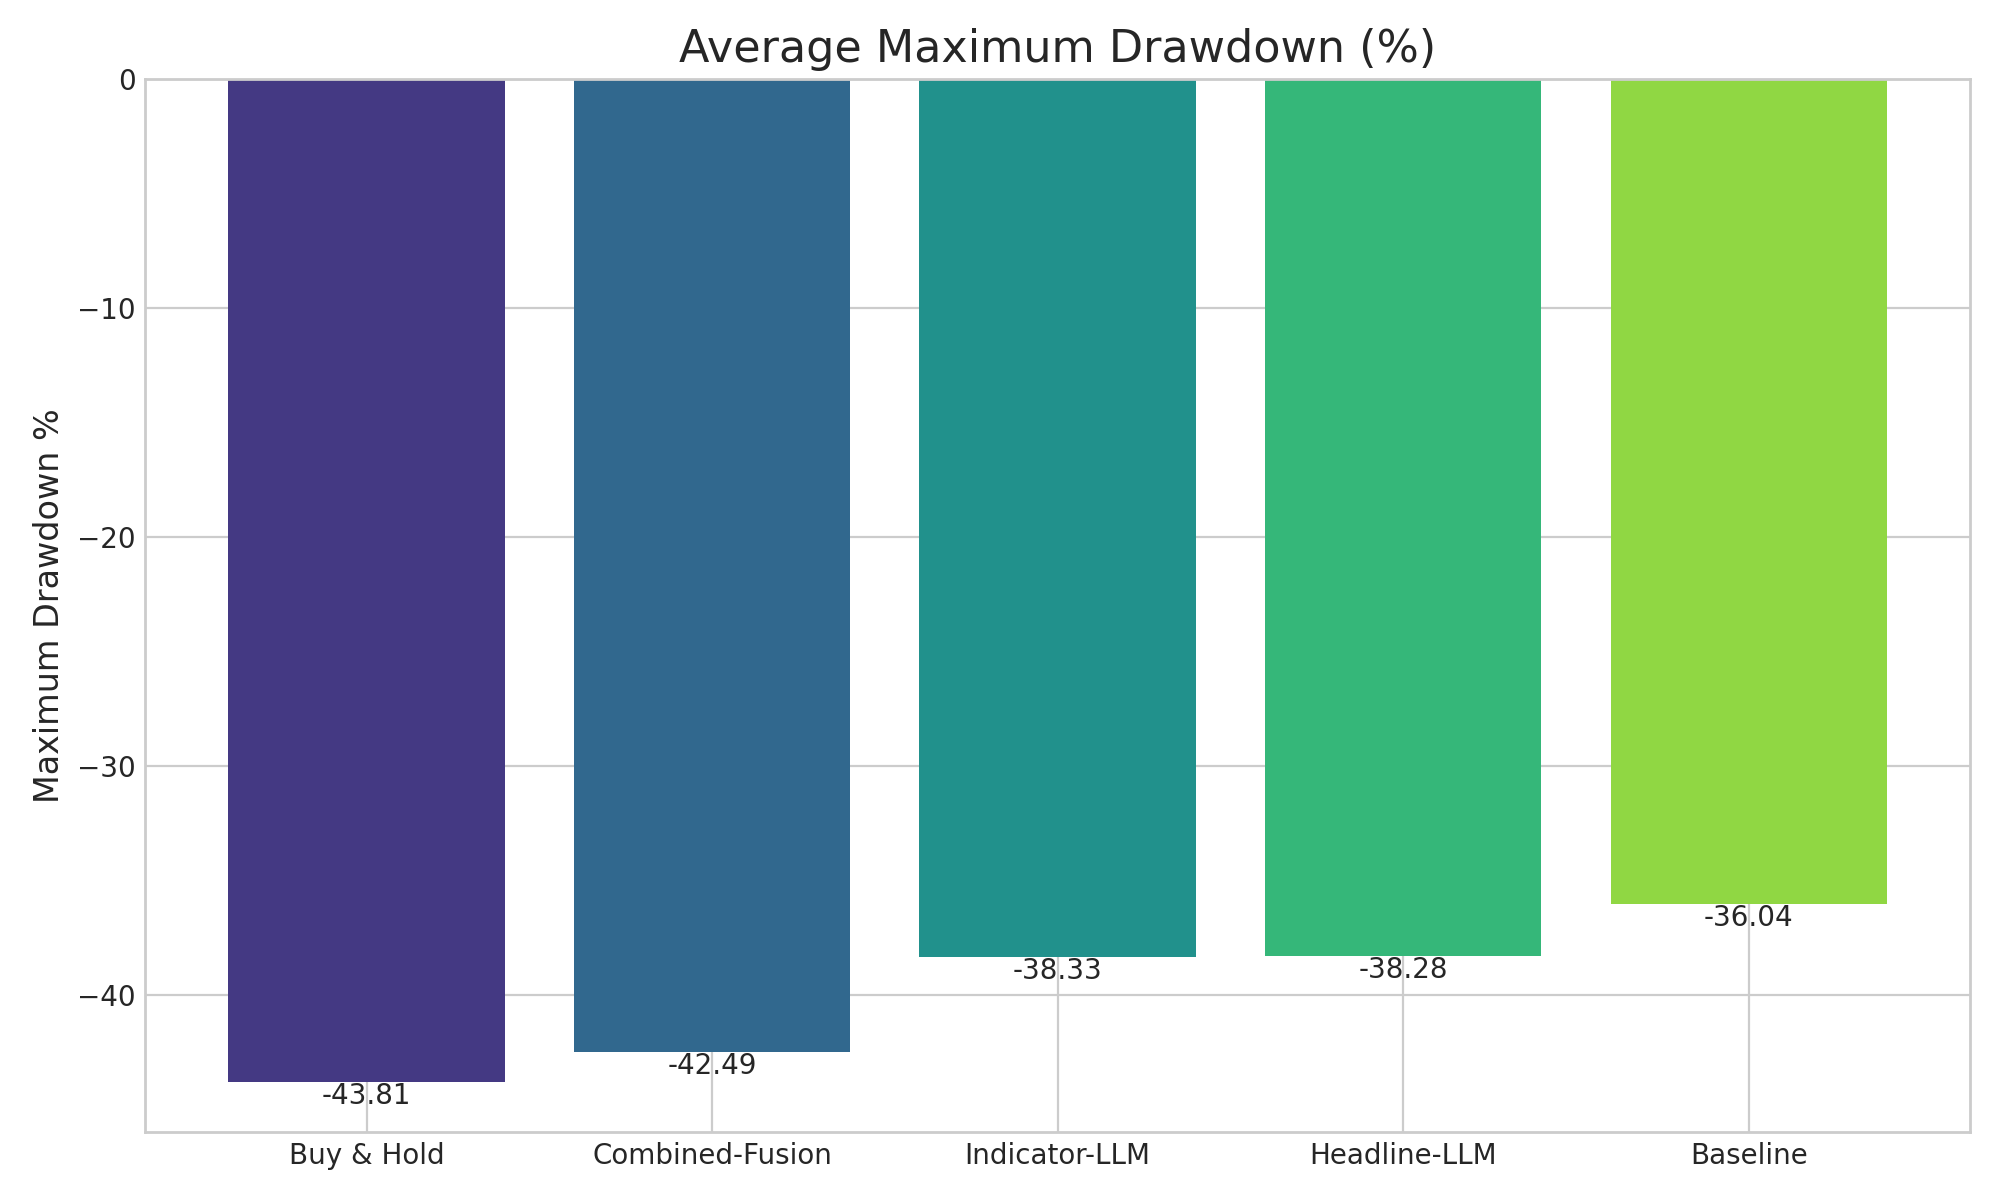 Average Maximum Drawdown (%)
Maximum Drawdown %
0
−10
−20
−30
−40
-43.81
-42.49
-38.33
-38.28
-36.04
Buy & Hold
Combined-Fusion
Indicator-LLM
Headline-LLM
Baseline